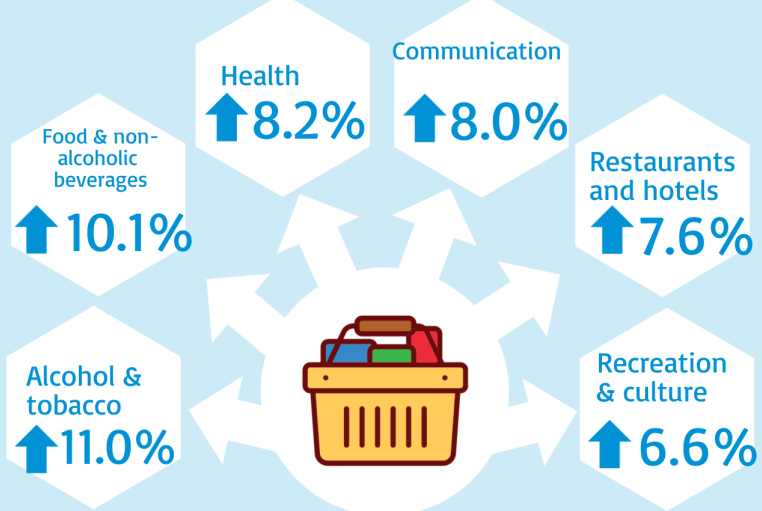 Health
8.2%
Communication
8.0%
Food & non-
alcoholic
beverages
10.1%
Restaurants
and hotels
7.6%
Alcohol &
tobacco
11.0%
Recreation
& culture
6.6%